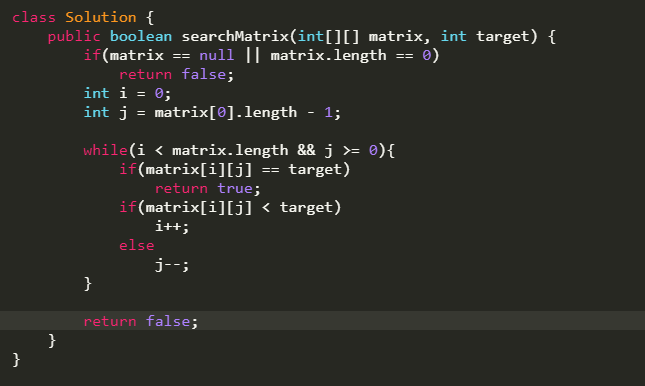 class Solution {
    public boolean searchMatrix(int[][] matrix, int target) {
        if(matrix == null || matrix.length == 0)
            return false;
        int i = 0;
        int j = matrix[0].length - 1;

        while(i < matrix.length && j >= 0){
            if(matrix[i][j] == target)
                return true;
            if(matrix[i][j] < target)
                i++;
            else
                j--;
        }

        return false;
    }
}